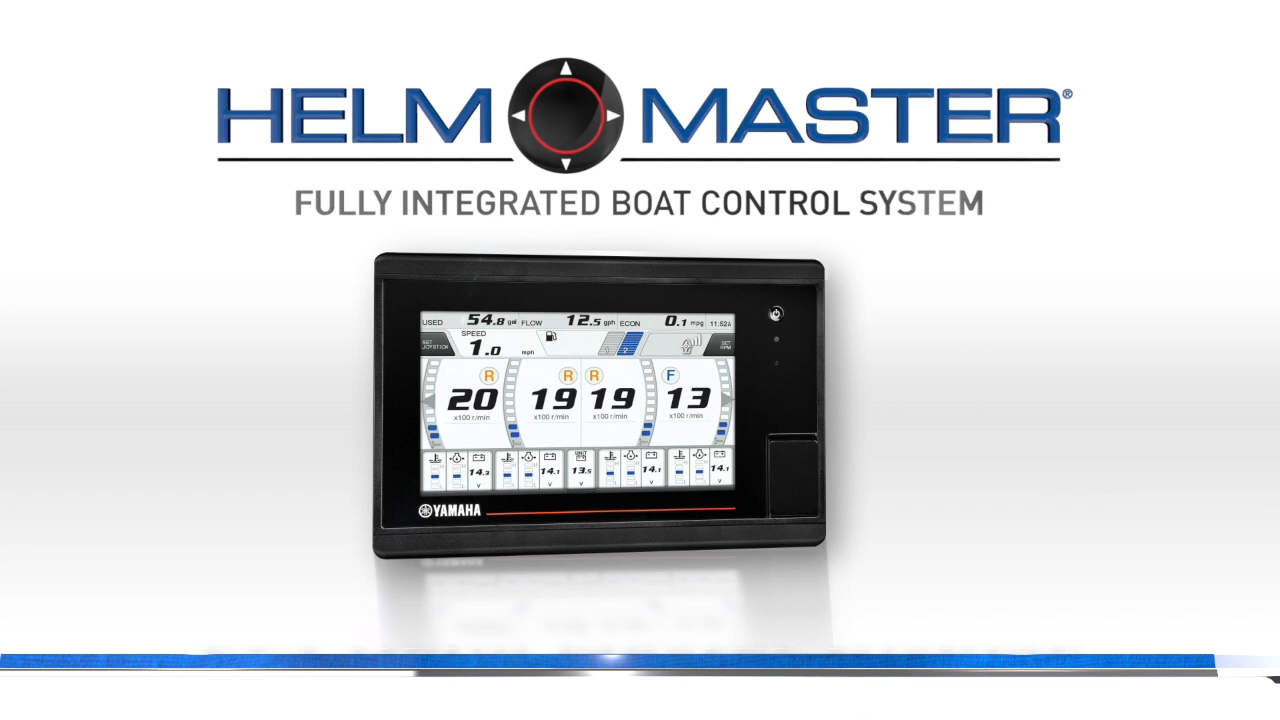 HELM MASTER®
FULLY INTEGRATED BOAT CONTROL SYSTEM
USED 54.8 gal FLOW 12.5 gph ECON 0.1 mpg 11:52A
SPEED
SET JOYSTICK 1.0 mph 2 SET RPM
R R R F
20 19 19 13
x100 r/min x100 r/min x100 r/min x100 r/min
UNIT
14.3 14.1 13.5 14.1 14.1
V V V V V
YAMAHA